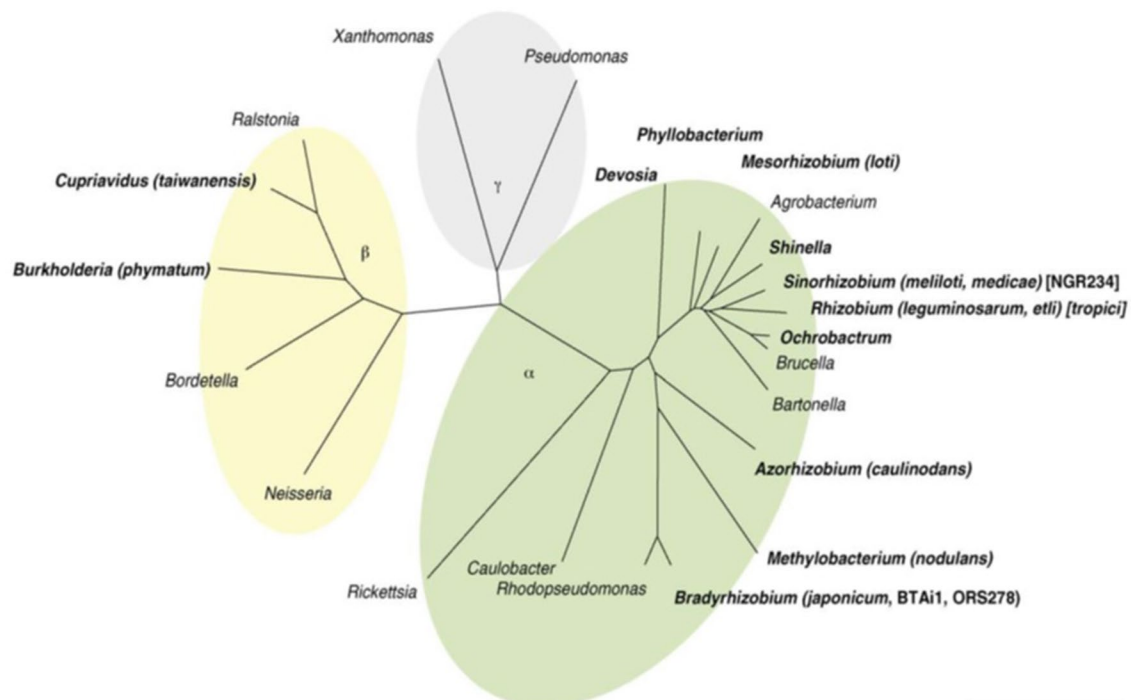 Xanthomonas
Pseudomonas
Ralstonia
Phyllobacterium
Mesorhizobium (loti)
Devosia
Cupriavidus (taiwanensis)
Agrobacterium
γ
β
Shinella
Burkholderia (phymatum)
Sinorhizobium (meliloti, medicae) [NGR234]
Rhizobium (leguminosarum, etli) [tropici]
Ochrobactrum
Brucella
α
Bordetella
Bartonella
Azorhizobium (caulinodans)
Neisseria
Methylobacterium (nodulans)
Caulobacter
Rickettsia
Rhodopseudomonas
Bradyrhizobium (japonicum, BTAi1, ORS278)